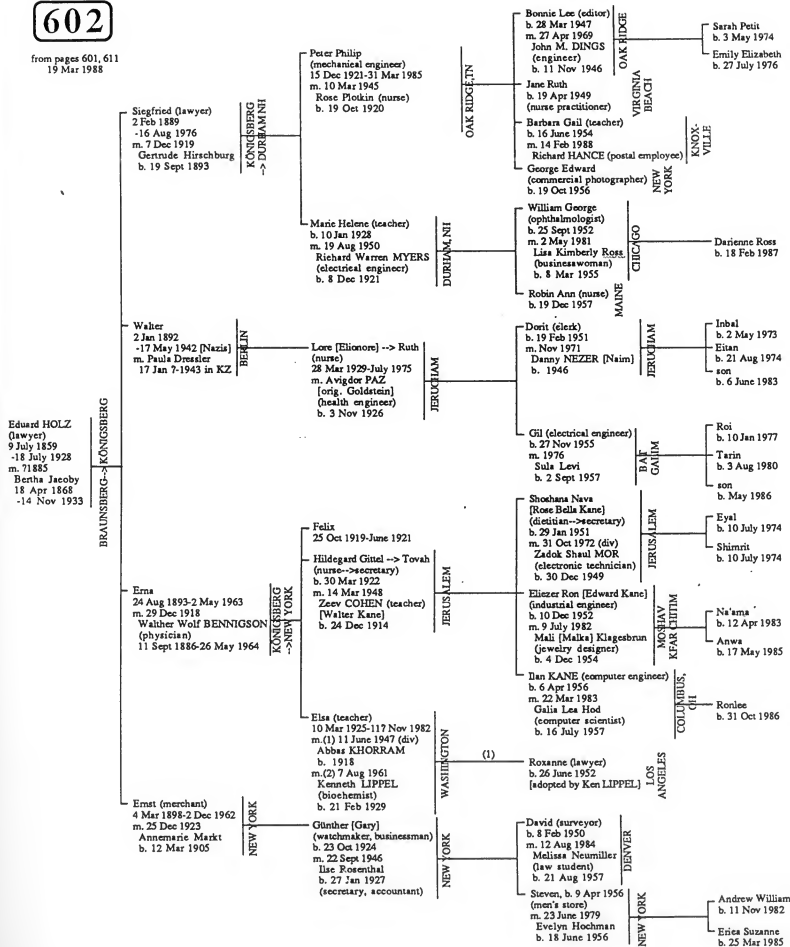 602
from pages 601, 611
19 Mar 1988
Eduard HOLZ
(lawyer)
9 July 1859
-18 July 1928
m. ?1885
Bertha Jacoby
18 Apr 1868
-14 Nov 1933
BRAUNSBERG--> KÖNIGSBERG
Siegfried (lawyer)
2 Feb 1889
-16 Aug 1976
m. 7 Dec 1919
Gertrude Hirschburg
b. 19 Sept 1893
KÖNIGSBERG
--> DURHAM NH
Peter Philip
(mechanical engineer)
15 Dec 1921-31 Mar 1985
m. 10 Mar 1945
Rose Plotkin (nurse)
b. 19 Oct 1920
OAK RIDGE, TN
Bonnie Lee (editor)
b. 28 Mar 1947
m. 27 Apr 1969
John M. DINGS
(engineer)
b. 11 Nov 1946
OAK RIDGE
Sarah Petit
b. 3 May 1974
Emily Elizabeth
b. 27 July 1976
Jane Ruth
b. 19 Apr 1949
(nurse practitioner)
VIRGINIA
BEACH
Barbara Gail (teacher)
b. 16 June 1954
m. 14 Feb 1988
Richard HANCE (postal employee)
KNOX-
VILLE
George Edward
(commercial photographer)
b. 19 Oct 1956
NEW
YORK
Marie Helene (teacher)
b. 10 Jan 1928
m. 19 Aug 1950
Richard Warren MYERS
(electrical engineer)
b. 8 Dec 1921
DURHAM, NH
William George
(ophthalmologist)
b. 25 Sept 1952
m. 2 May 1981
Lisa Kimberly Ross
(businesswoman)
b. 8 Mar 1955
CHICAGO
Darienne Ross
b. 18 Feb 1987
Robin Ann (nurse)
b. 19 Dec 1957
MAINE
Walter
2 Jan 1892
-17 May 1942 [Nazis]
m. Paula Dressler
17 Jan ?-1943 in KZ
BERLIN
Lore [Elionore] --> Ruth
(nurse)
28 Mar 1929-July 1975
m. Avigdor PAZ
[orig. Goldstein]
(health engineer)
b. 3 Nov 1926
JERUCHAM
Dorit (clerk)
b. 19 Feb 1951
m. Nov 1971
Danny NEZER [Naim]
b. 1946
JERUCHAM
Inbal
b. 2 May 1973
Eitan
b. 21 Aug 1974
son
b. 6 June 1983
Gil (electrical engineer)
b. 27 Nov 1955
m. 1976
Sula Levi
b. 2 Sept 1957
BAT
GALIM
Roi
b. 10 Jan 1977
Tarin
b. 3 Aug 1980
son
b. May 1986
Erna
24 Aug 1893-2 May 1963
m. 29 Dec 1918
Walther Wolf BENNIGSON
(physician)
11 Sept 1886-26 May 1964
KÖNIGSBERG
-->NEW YORK
Felix
25 Oct 1919-June 1921
Hildegard Gittel --> Tovah
(nurse-->secretary)
b. 30 Mar 1922
m. 14 Mar 1948
Zeev COHEN (teacher)
[Walter Kane]
b. 24 Dec 1914
JERUSALEM
Shoshana Nava
[Rose Bella Kane]
(dietitian-->secretary)
b. 29 Jan 1951
m. 31 Oct 1972 (div)
Zadok Shaul MOR
(electronic technician)
b. 30 Dec 1949
JERUSALEM
Eyal
b. 10 July 1974
Shimrit
b. 10 July 1974
Eliezer Ron [Edward Kane]
(industrial engineer)
b. 10 Dec 1952
m. 9 July 1982
Mali [Malka] Klagesbrun
(jewelry designer)
b. 4 Dec 1954
MOSHAV
KFAR CHITIM
Na'ama
b. 12 Apr 1983
Anwa
b. 17 May 1985
Ilan KANE (computer engineer)
b. 6 Apr 1956
m. 22 Mar 1983
Galia Lea Hod
(computer scientist)
b. 16 July 1957
COLUMBUS,
OH
Ronlee
b. 31 Oct 1986
Elsa (teacher)
10 Mar 1925-11? Nov 1982
m.(1) 11 June 1947 (div)
Abbas KHORRAM
b. 1918
m.(2) 7 Aug 1961
Kenneth LIPPEL
(biochemist)
b. 21 Feb 1929
WASHINGTON
(1)
Roxanne (lawyer)
b. 26 June 1952
[adopted by Ken LIPPEL]
LOS
ANGELES
Ernst (merchant)
4 Mar 1898-2 Dec 1962
m. 25 Dec 1923
Annemarie Markt
b. 12 Mar 1905
NEW YORK
Günther [Gary]
(watchmaker, businessman)
b. 23 Oct 1924
m. 22 Sept 1946
Ilse Rosenthal
b. 27 Jan 1927
(secretary, accountant)
NEW YORK
David (surveyor)
b. 8 Feb 1950
m. 12 Aug 1984
Melissa Neumiller
(law student)
b. 21 Aug 1957
DENVER
Steven, b. 9 Apr 1956
(men's store)
m. 23 June 1979
Evelyn Hochman
b. 18 June 1956
NEW YORK
Andrew William
b. 11 Nov 1982
Erica Suzanne
b. 25 Mar 1985